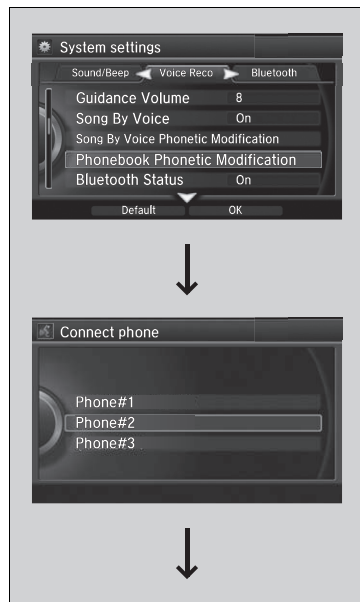 System settings
Sound/Beep Voice Reco Bluetooth
Guidance Volume 8
Song By Voice On
Song By Voice Phonetic Modification
Phonebook Phonetic Modification
Bluetooth Status On
Default OK
Connect phone
Phone#1
Phone#2
Phone#3